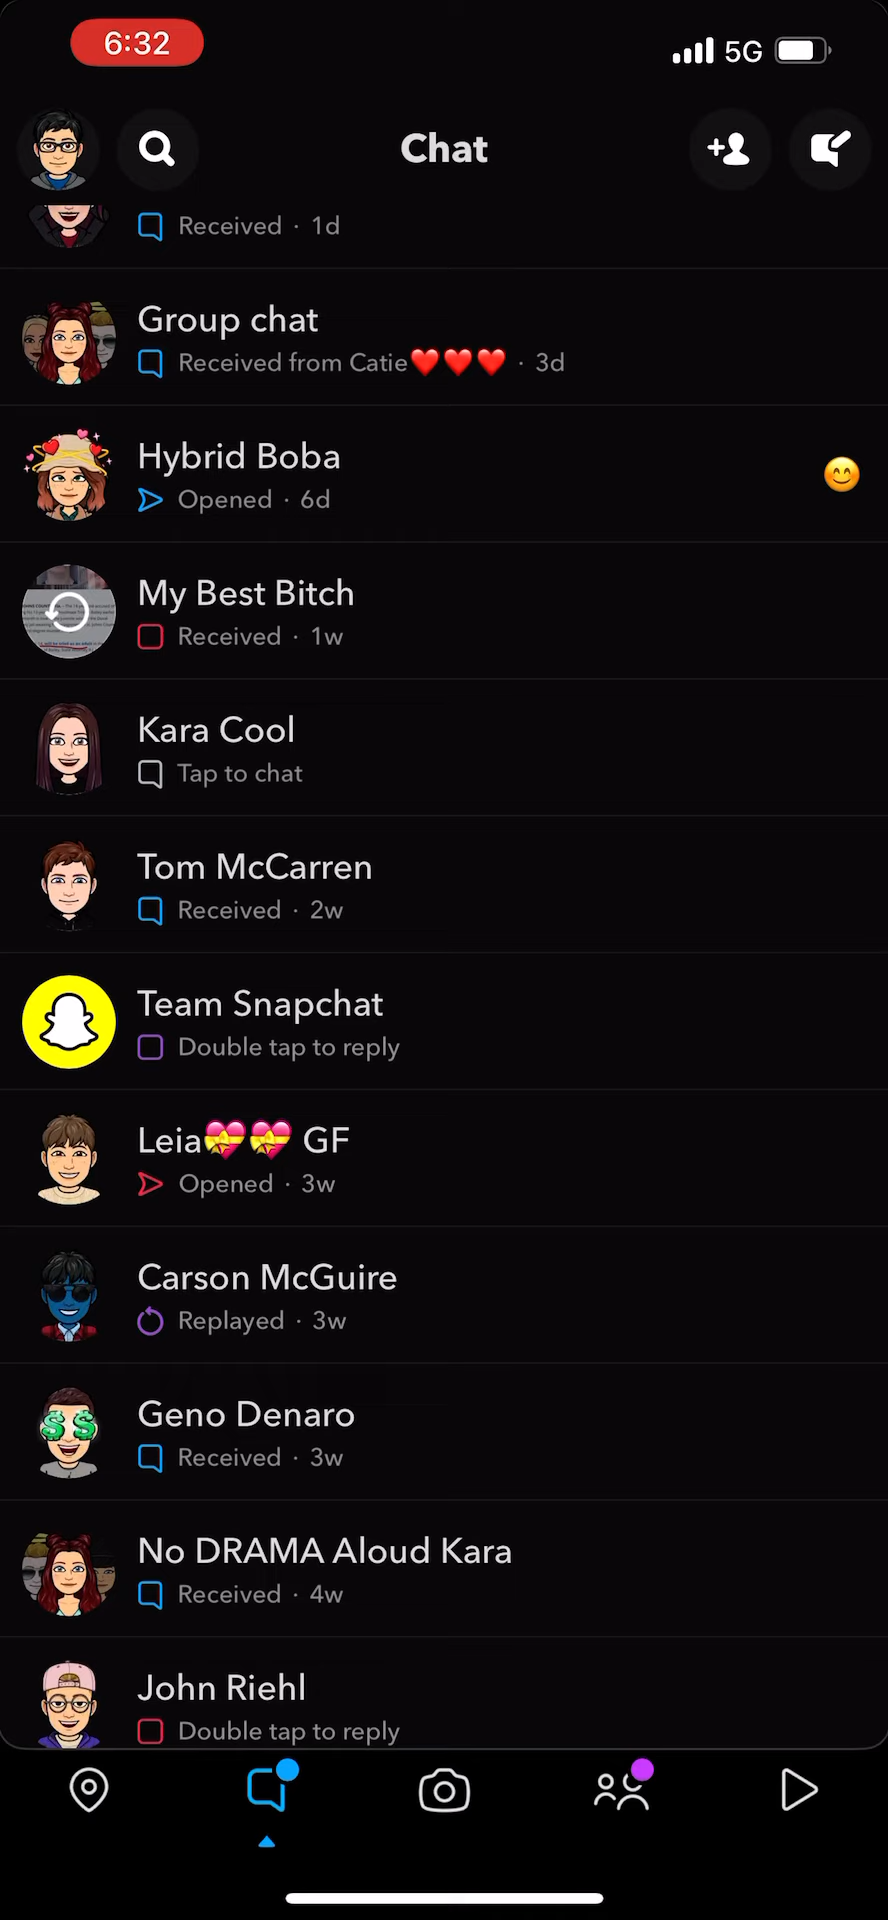 6:32
5G
Chat
Received · 1d
Group chat
Received from Catie❤️❤️❤️ · 3d
Hybrid Boba
Opened · 6d
My Best Bitch
Received · 1w
Kara Cool
Tap to chat
Tom McCarren
Received · 2w
Team Snapchat
Double tap to reply
Leia💝💝 GF
Opened · 3w
Carson McGuire
Replayed · 3w
Geno Denaro
Received · 3w
No DRAMA Aloud Kara
Received · 4w
John Riehl
Double tap to reply